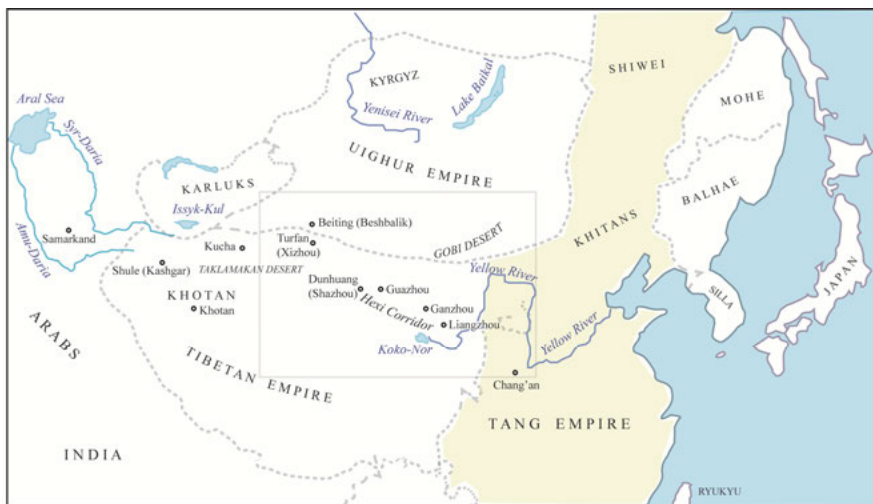 SHIWEI
KYRGYZ
Lake Baikal
MOHE
Aral Sea
Yenisei River
Syr-Daria
UIGHUR EMPIRE
KARLUKS
BALHAE
Issyk-Kul
Beiting (Beshbalik)
KHITANS
Samarkand
Turfan
(Xizhou)
Kucha
GOBI DESERT
Amu-Daria
Shule (Kashgar)
TAKLAMAKAN DESERT
Yellow River
JAPAN
Dunhuang
(Shazhou)
Guazhou
SILLA
KHOTAN
Khotan
Hexi Corridor
Ganzhou
Liangzhou
ARABS
Koko-Nor
Yellow River
TIBETAN EMPIRE
Chang'an
TANG EMPIRE
INDIA
RYUKYU